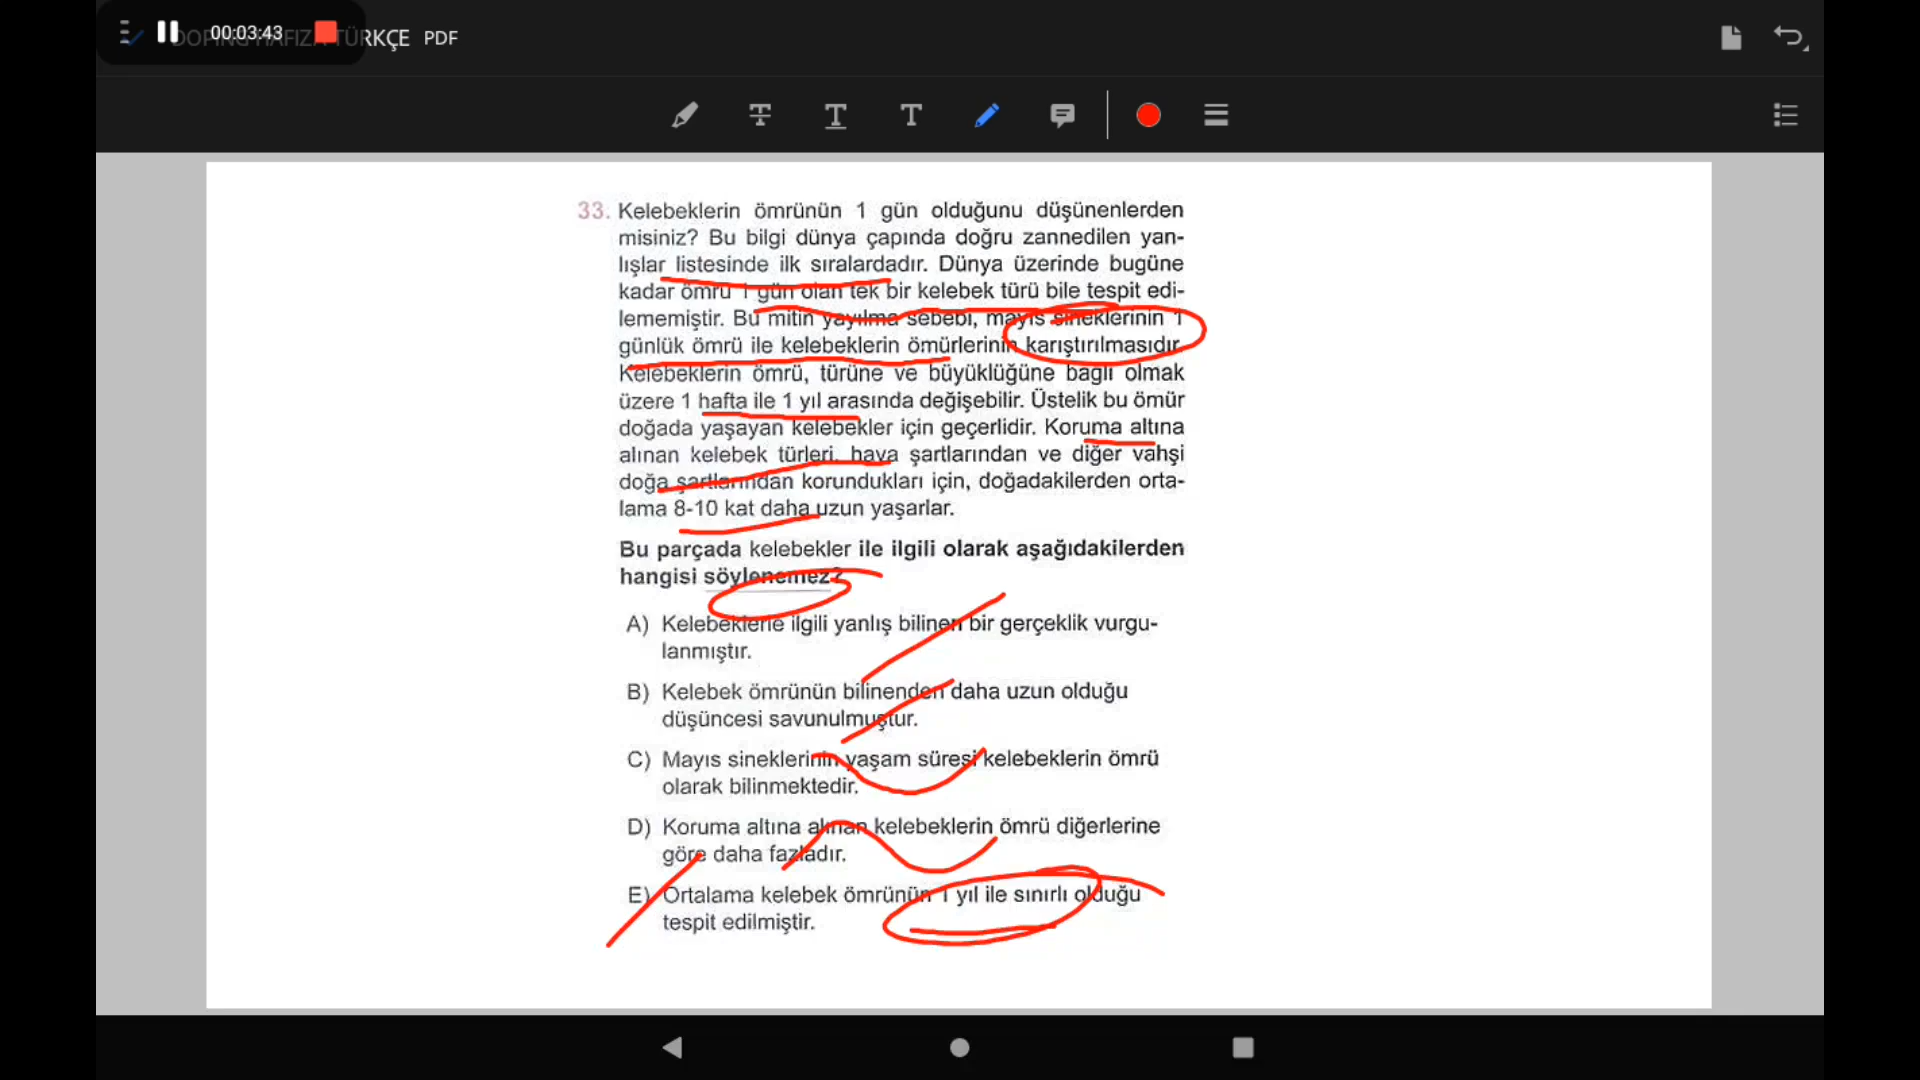 00:03:43
DOPING HAFIZA TÜRKÇE PDF
33. Kelebeklerin ömrünün 1 gün olduğunu düşünenlerden
misiniz? Bu bilgi dünya çapında doğru zannedilen yan-
lışlar listesinde ilk sıralardadır. Dünya üzerinde bugüne
kadar ömrü 1 gün olan tek bir kelebek türü bile tespit edi-
lememiştir. Bu mitin yayılma sebebi, mayıs sineklerinin 1
günlük ömrü ile kelebeklerin ömürlerinin karıştırılmasıdır.
Kelebeklerin ömrü, türüne ve büyüklüğüne bağlı olmak
üzere 1 hafta ile 1 yıl arasında değişebilir. Üstelik bu ömür
doğada yaşayan kelebekler için geçerlidir. Koruma altına
alınan kelebek türleri, hava şartlarından ve diğer vahşi
doğa şartlarından korundukları için, doğadakilerden orta-
lama 8-10 kat daha uzun yaşarlar.
Bu parçada kelebekler ile ilgili olarak aşağıdakilerden
hangisi söylenemez?
A) Kelebeklerle ilgili yanlış bilinen bir gerçeklik vurgu-
lanmıştır.
B) Kelebek ömrünün bilinenden daha uzun olduğu
düşüncesi savunulmuştur.
C) Mayıs sineklerinin yaşam süresi kelebeklerin ömrü
olarak bilinmektedir.
D) Koruma altına alınan kelebeklerin ömrü diğerlerine
göre daha fazladır.
E) Ortalama kelebek ömrünün 1 yıl ile sınırlı olduğu
tespit edilmiştir.